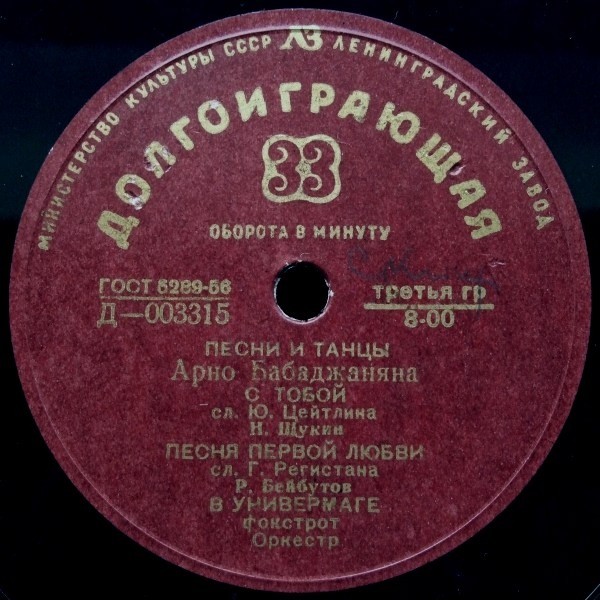 МИНИСТЕРСТВО КУЛЬТУРЫ СССР ЛЗ ЛЕНИНГРАДСКИЙ ЗАВОД
ДОЛГОИГРАЮЩАЯ
33
ОБОРОТА В МИНУТУ
ГОСТ 5289-56
Д—003315
третья гр
8-00
ПЕСНИ И ТАНЦЫ
Арно Бабаджаняна
С ТОБОЙ
сл. Ю. Цейтлина
Н. Щукин
ПЕСНЯ ПЕРВОЙ ЛЮБВИ
сл. Г. Регистана
Р. Бейбутов
В УНИВЕРМАГЕ
фокстрот
Оркестр